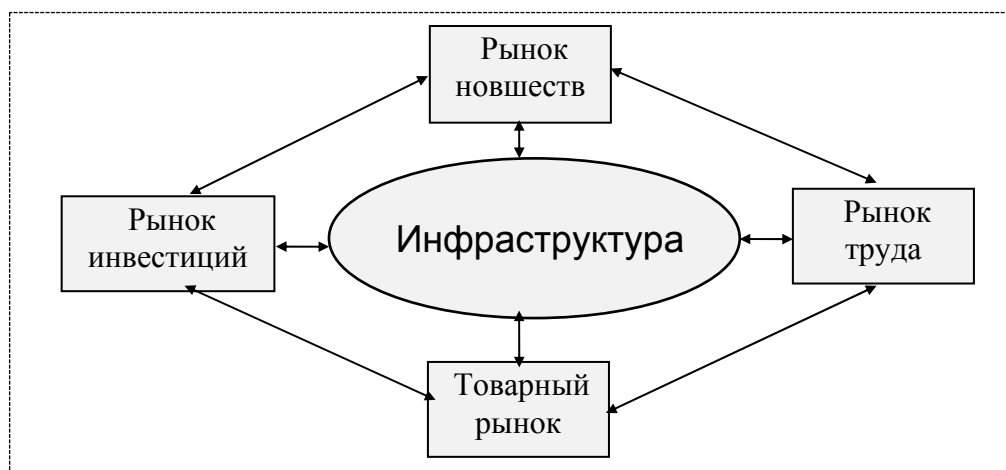 Рынок
новшеств
Рынок
инвестиций
Инфраструктура
Рынок
труда
Товарный
рынок